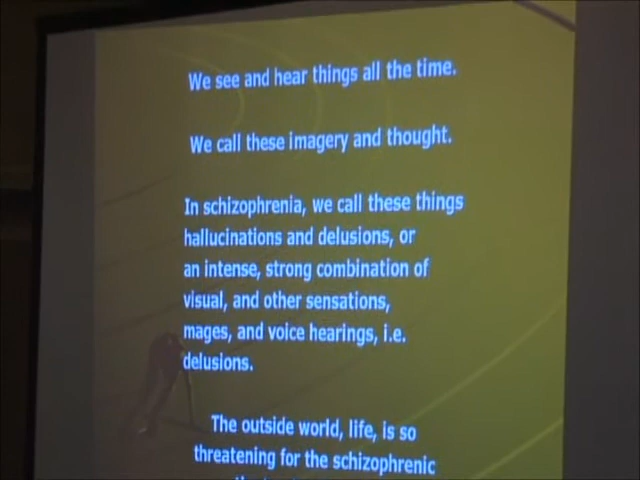 We see and hear things all the time.
We call these imagery and thought.
In schizophrenia, we call these things
hallucinations and delusions, or
an intense, strong combination of
visual, and other sensations,
mages, and voice hearings, i.e.
delusions.
The outside world, life, is so
threatening for the schizophrenic